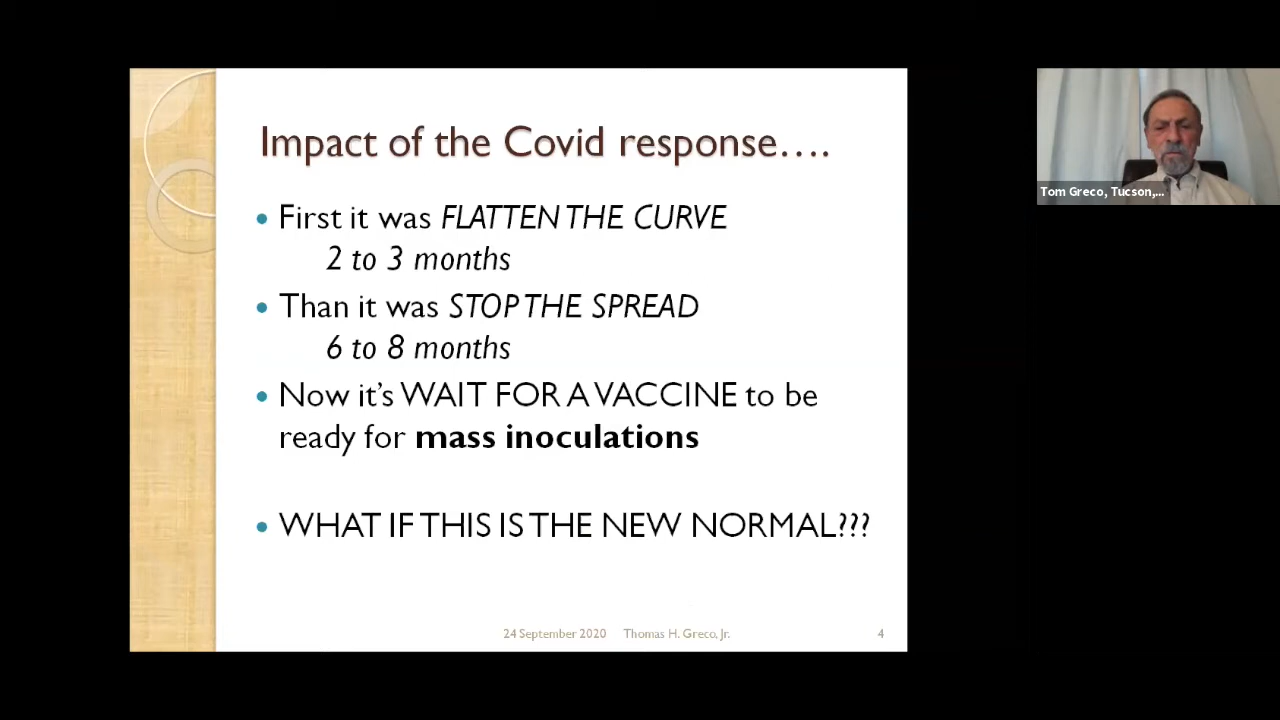 Impact of the Covid response….
• First it was FLATTEN THE CURVE
2 to 3 months
• Than it was STOP THE SPREAD
6 to 8 months
• Now it's WAIT FOR A VACCINE to be
ready for mass inoculations
• WHAT IF THIS IS THE NEW NORMAL???
24 September 2020 Thomas H. Greco, Jr. 4
Tom Greco, Tucson,...